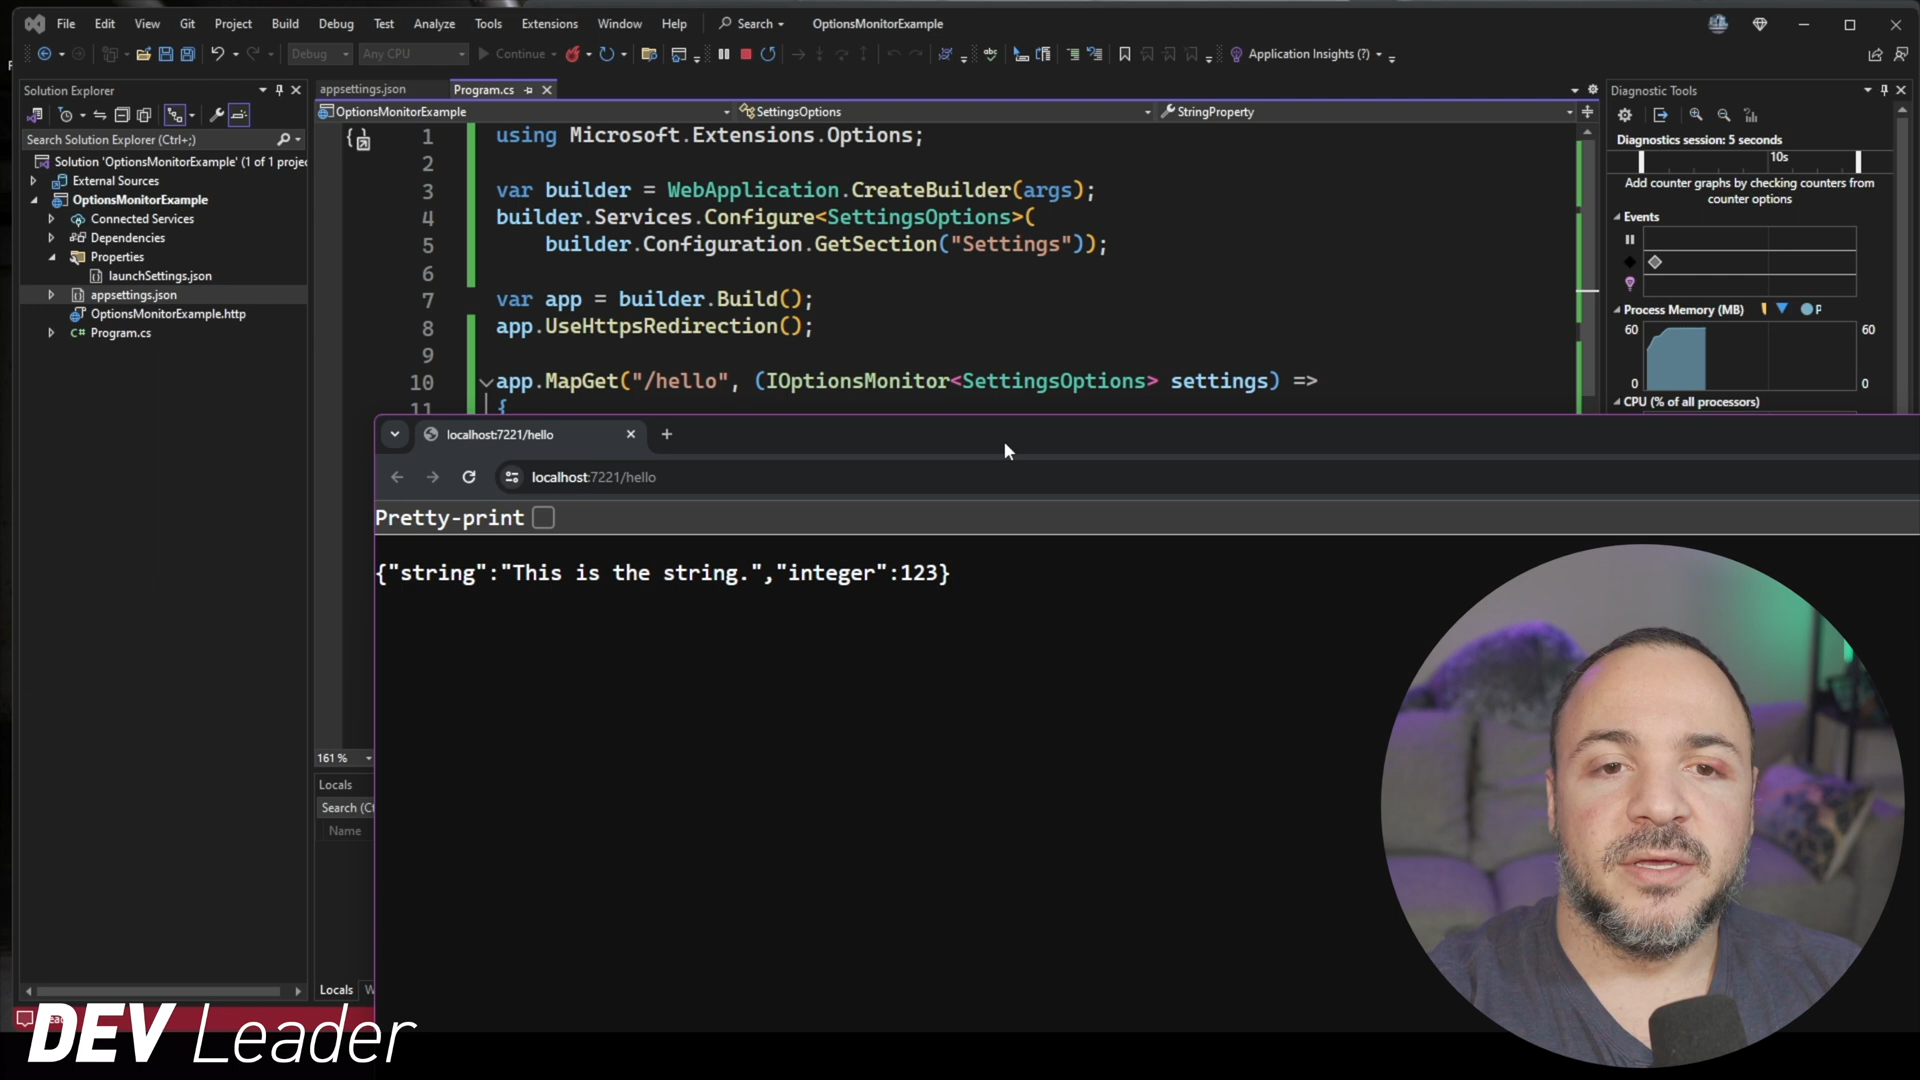 File Edit View Git Project Build Debug Test Analyze Tools Extensions Window Help Search OptionsMonitorExample
Debug Any CPU Continue Application Insights (?)
Solution Explorer
Search Solution Explorer (Ctrl+;)
Solution 'OptionsMonitorExample' (1 of 1 projec
External Sources
OptionsMonitorExample
Connected Services
Dependencies
Properties
launchSettings.json
appsettings.json
OptionsMonitorExample.http
C# Program.cs
appsettings.json Program.cs
OptionsMonitorExample SettingsOptions StringProperty
1 using Microsoft.Extensions.Options;
2
3 var builder = WebApplication.CreateBuilder(args);
4 builder.Services.Configure<SettingsOptions>(
5 builder.Configuration.GetSection("Settings"));
6
7 var app = builder.Build();
8 app.UseHttpsRedirection();
9
10 app.MapGet("/hello", (IOptionsMonitor<SettingsOptions> settings) =>
11 {
161 %
Locals
Search (Ct
Name
Locals W
Diagnostic Tools
Diagnostics session: 5 seconds
10s
Add counter graphs by checking counters from
counter options
Events
Process Memory (MB) P
60 60
0 0
CPU (% of all processors)
localhost:7221/hello
localhost:7221/hello
Pretty-print
{"string":"This is the string.","integer":123}
DEV Leader